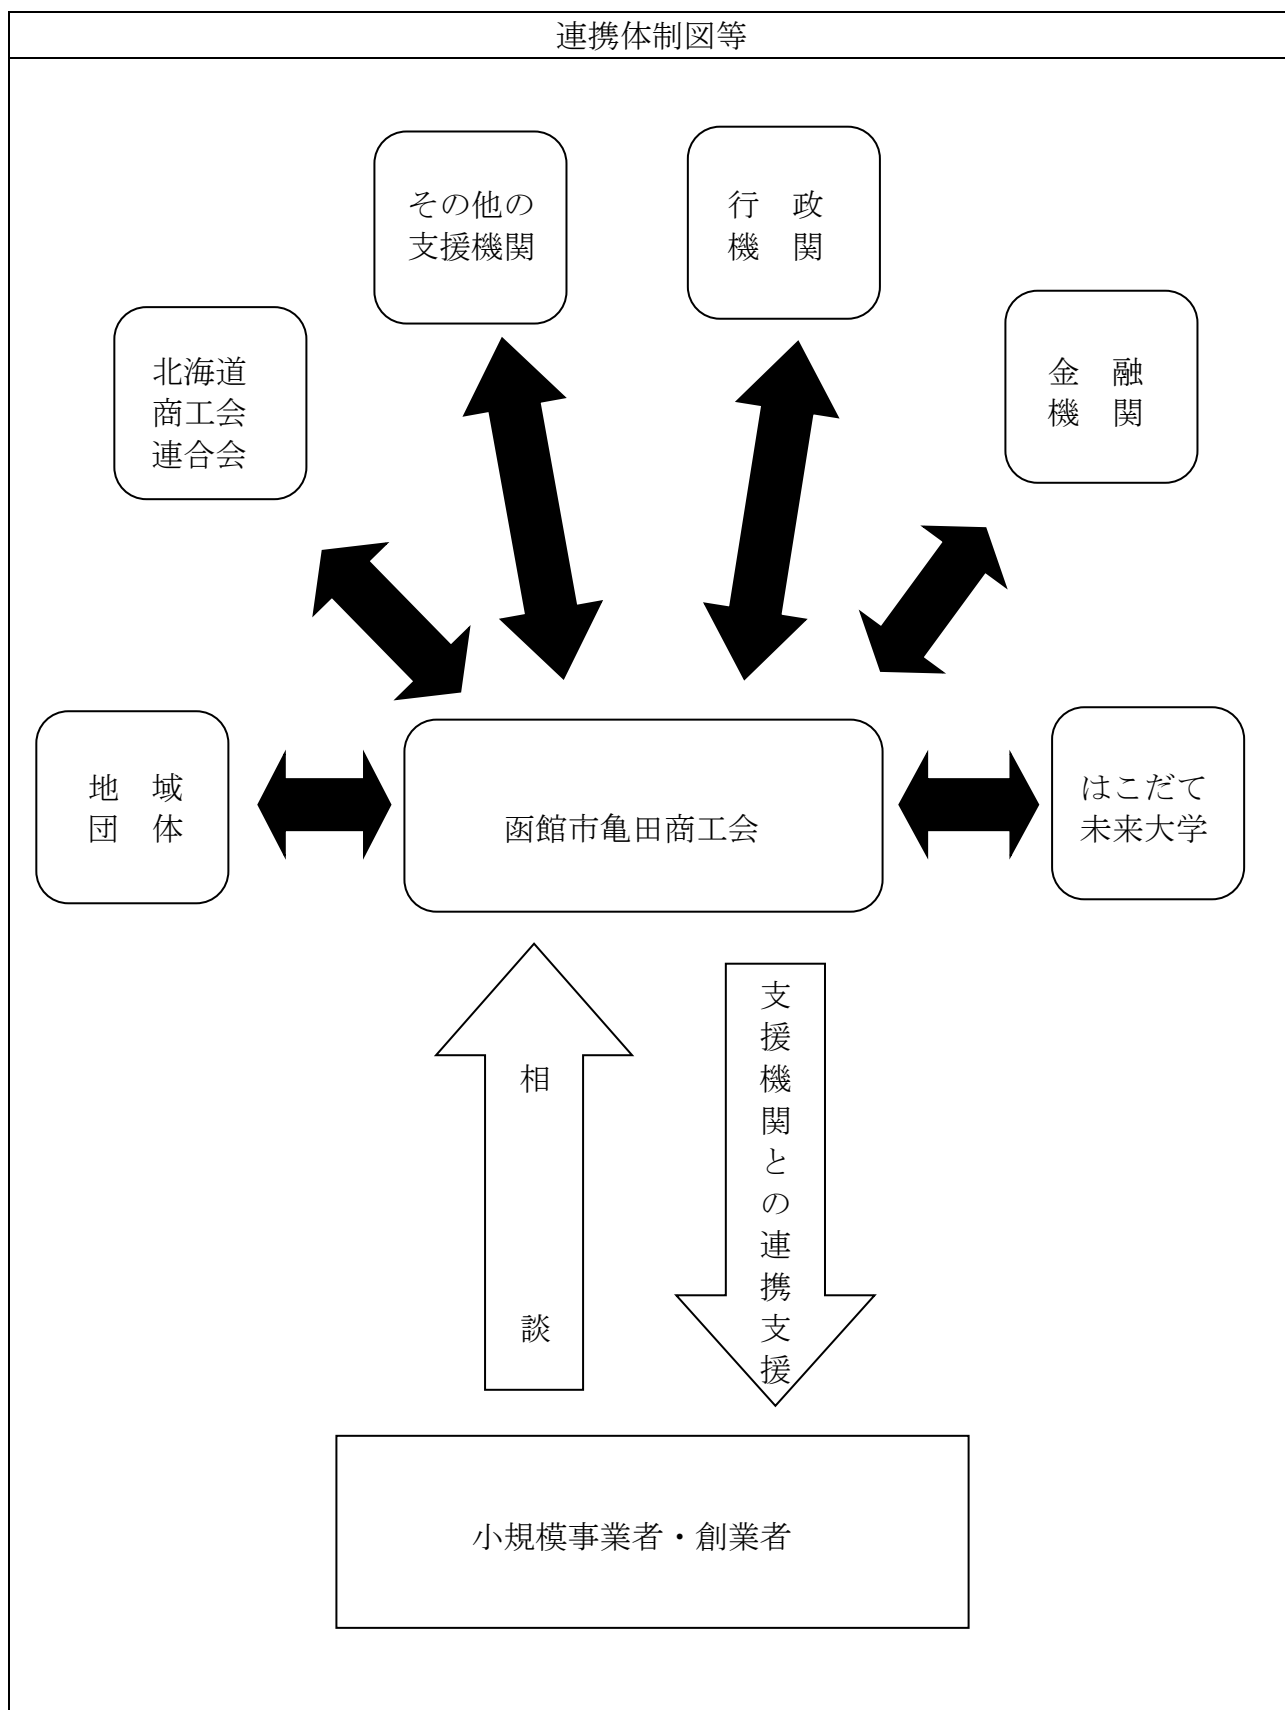 連携体制図等
その他の
支援機関
行　政
機　関
北海道
商工会
連合会
金　融
機　関
地　域
団　体
函館市亀田商工会
はこだて
未来大学
相談
支援機関との連携支援
小規模事業者・創業者